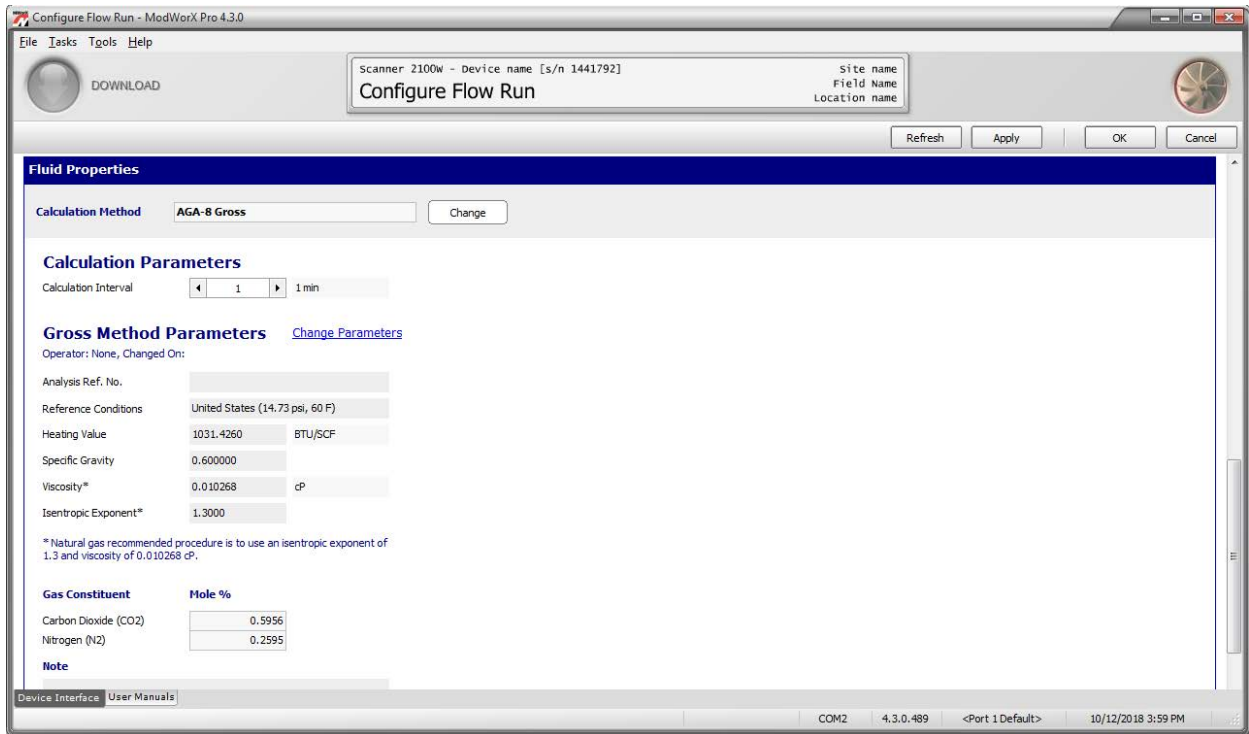 Configure Flow Run - ModWorX Pro 4.3.0
File Tasks Tools Help
DOWNLOAD
Scanner 2100W - Device name [s/n 1441792]
Configure Flow Run
Site name
Field Name
Location name
Refresh Apply OK Cancel
Fluid Properties
Calculation Method AGA-8 Gross Change
Calculation Parameters
Calculation Interval 1 1 min
Gross Method Parameters Change Parameters
Operator: None, Changed On:
Analysis Ref. No.
Reference Conditions United States (14.73 psi, 60 F)
Heating Value 1031.4260 BTU/SCF
Specific Gravity 0.600000
Viscosity* 0.010268 cP
Isentropic Exponent* 1.3000
* Natural gas recommended procedure is to use an isentropic exponent of
1.3 and viscosity of 0.010268 cP.
Gas Constituent Mole %
Carbon Dioxide (CO2) 0.5956
Nitrogen (N2) 0.2595
Note
Device Interface User Manuals
COM2 4.3.0.489 <Port 1 Default> 10/12/2018 3:59 PM